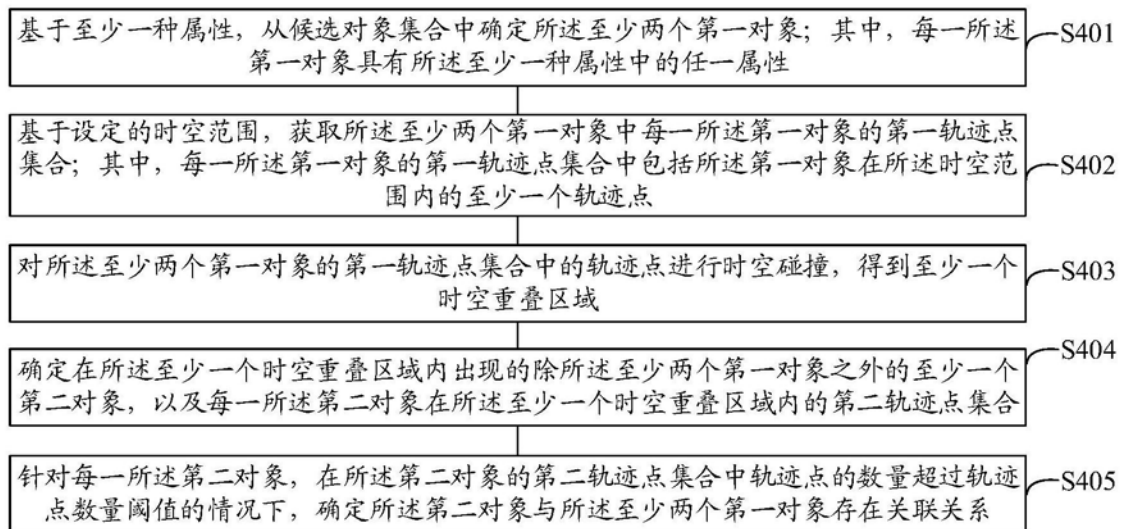 基于至少一种属性，从候选对象集合中确定所述至少两个第一对象；其中，每一所述
第一对象具有所述至少一种属性中的任一属性
S401
基于设定的时空范围，获取所述至少两个第一对象中每一所述第一对象的第一轨迹点
集合；其中，每一所述第一对象的第一轨迹点集合中包括所述第一对象在所述时空范
围内的至少一个轨迹点
S402
对所述至少两个第一对象的第一轨迹点集合中的轨迹点进行时空碰撞，得到至少一个
时空重叠区域
S403
确定在所述至少一个时空重叠区域内出现的除所述至少两个第一对象之外的至少一个
第二对象，以及每一所述第二对象在所述至少一个时空重叠区域内的第二轨迹点集合
S404
针对每一所述第二对象，在所述第二对象的第二轨迹点集合中轨迹点的数量超过轨迹
点数量阈值的情况下，确定所述第二对象与所述至少两个第一对象存在关联关系
S405